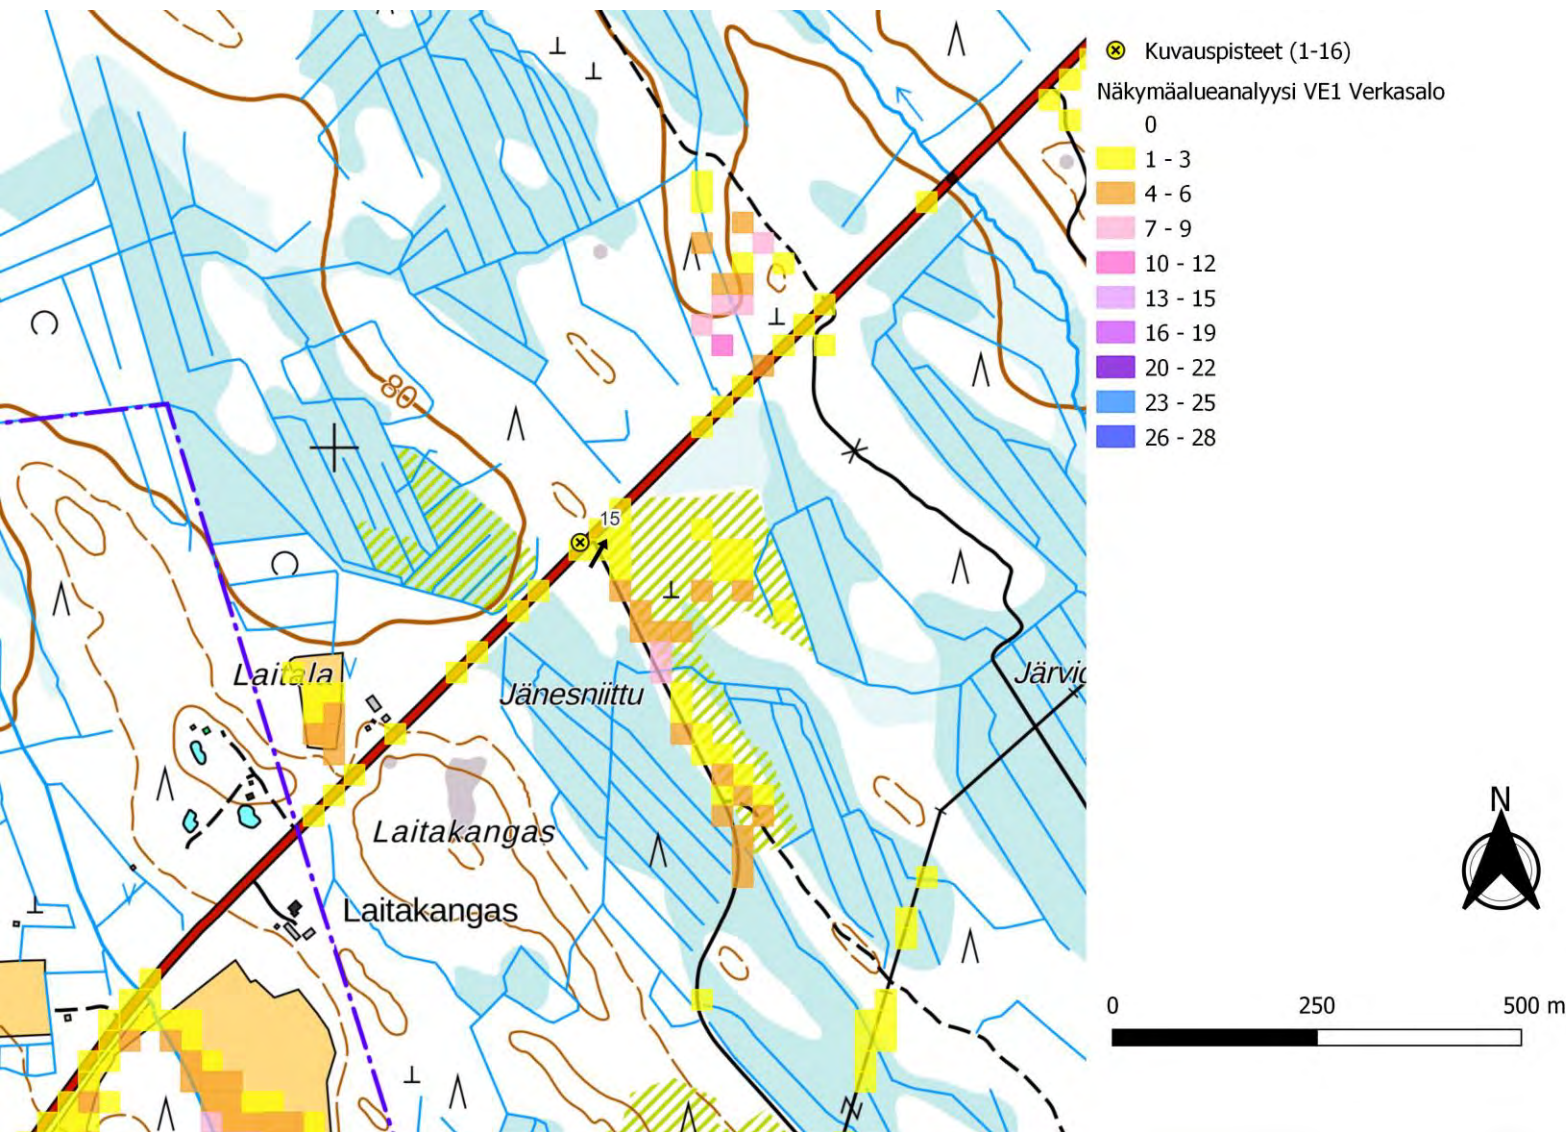 Kuvauspisteet (1-16)
Näkymäalueanalyysi VE1 Verkasalo
0
1 - 3
4 - 6
7 - 9
10 - 12
13 - 15
16 - 19
20 - 22
23 - 25
26 - 28
80
15
Laitala
Jänesniittu
Laitakangas
Laitakangas
N
0 250 500 m